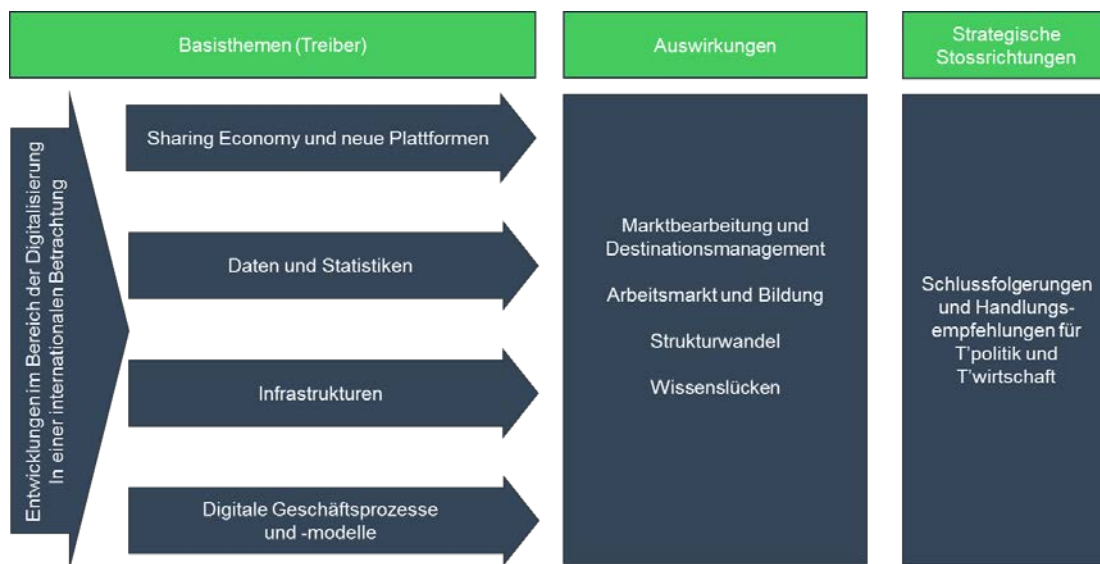 Basisthemen (Treiber)
Auswirkungen
Strategische
Stossrichtungen
Entwicklungen im Bereich der Digitalisierung
In einer internationalen Betrachtung
Sharing Economy und neue Plattformen
Daten und Statistiken
Infrastrukturen
Digitale Geschäftsprozesse
und -modelle
Marktbearbeitung und
Destinationsmanagement
Arbeitsmarkt und Bildung
Strukturwandel
Wissenslücken
Schlussfolgerungen
und Handlungs-
empfehlungen für
T'politik und
T'wirtschaft